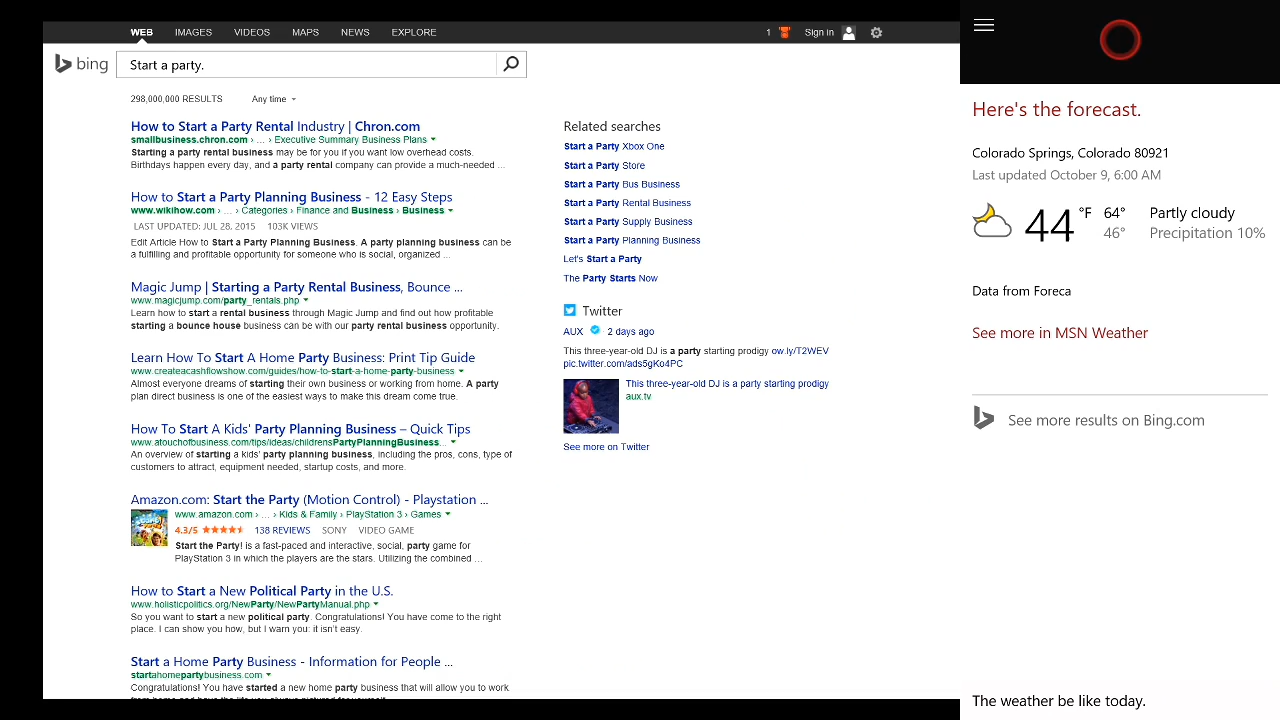 WEB IMAGES VIDEOS MAPS NEWS EXPLORE 1 Sign in
bing Start a party.
298,000,000 RESULTS Any time
How to Start a Party Rental Industry | Chron.com
smallbusiness.chron.com › ... › Executive Summary Business Plans
Starting a party rental business may be for you if you want low overhead costs.
Birthdays happen every day, and a party rental company can provide a much-needed ...
How to Start a Party Planning Business - 12 Easy Steps
www.wikihow.com › ... › Categories › Finance and Business › Business
LAST UPDATED: JUL 28, 2015 103K VIEWS
Edit Article How to Start a Party Planning Business. A party planning business can be
a fulfilling and profitable opportunity for someone who is social, organized ...
Magic Jump | Starting a Party Rental Business, Bounce ...
www.magicjump.com/party_rentals.php
Learn how to start a rental business through Magic Jump and find out how profitable
starting a bounce house business can be with our party rental business opportunity.
Learn How To Start A Home Party Business: Print Tip Guide
www.createacashflowshow.com/guides/how-to-start-a-home-party-business
Almost everyone dreams of starting their own business or working from home. A party
plan direct business is one of the easiest ways to make this dream come true.
How To Start A Kids' Party Planning Business – Quick Tips
www.atouchofbusiness.com/tips/ideas/childrensPartyPlanningBusiness...
An overview of starting a kids' party planning business, including the pros, cons, type of
customers to attract, equipment needed, startup costs, and more.
Amazon.com: Start the Party (Motion Control) - Playstation ...
www.amazon.com › ... › Kids & Family › PlayStation 3 › Games
4.3/5 138 REVIEWS SONY VIDEO GAME
Start the Party! is a fast-paced and interactive, social, party game for
PlayStation 3 in which the players are the stars. Utilizing the combined ...
How to Start a New Political Party in the U.S.
www.holisticpolitics.org/NewParty/NewPartyManual.php
So you want to start a new political party. Congratulations! You have come to the right
place. I can show you how, but I warn you: it isn't easy.
Start a Home Party Business - Information for People ...
startahomepartybusiness.com
Congratulations! You have started a new home party business that will allow you to work
Related searches
Start a Party Xbox One
Start a Party Store
Start a Party Bus Business
Start a Party Rental Business
Start a Party Supply Business
Start a Party Planning Business
Let's Start a Party
The Party Starts Now
Twitter
AUX 2 days ago
This three-year-old DJ is a party starting prodigy ow.ly/T2WEV
pic.twitter.com/ads5gKo4PC
This three-year-old DJ is a party starting prodigy
aux.tv
See more on Twitter
Here's the forecast.
Colorado Springs, Colorado 80921
Last updated October 9, 6:00 AM
44 °F 64° Partly cloudy
46° Precipitation 10%
Data from Foreca
See more in MSN Weather
See more results on Bing.com
The weather be like today.